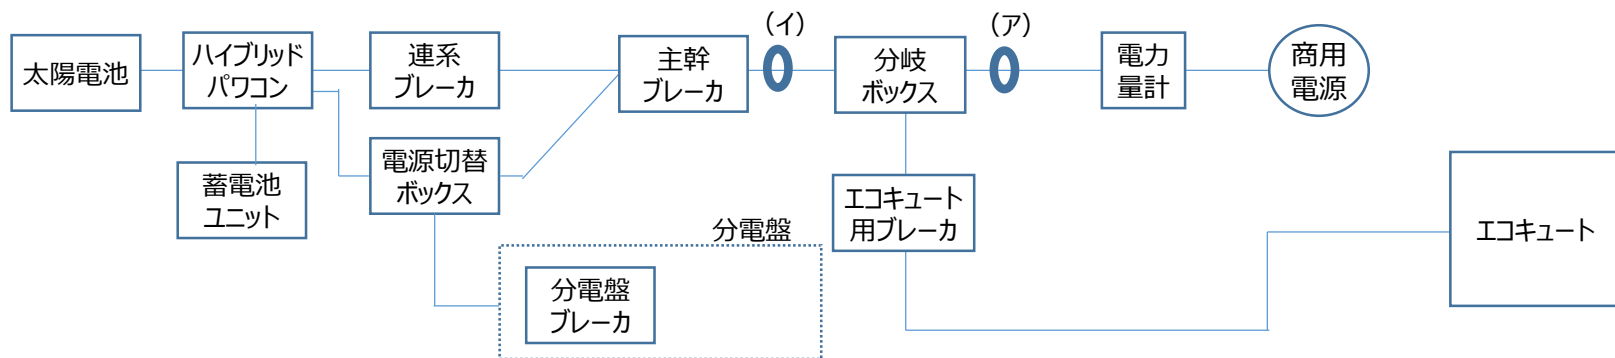 太陽電池
ハイブリッド
パワコン
蓄電池
ユニット
連系
ブレーカ
電源切替
ボックス
分電盤
分電盤
ブレーカ
主幹
ブレーカ
(イ)
分岐
ボックス
(ア)
エコキュート
用ブレーカ
電力
量計
商用
電源
エコキュート